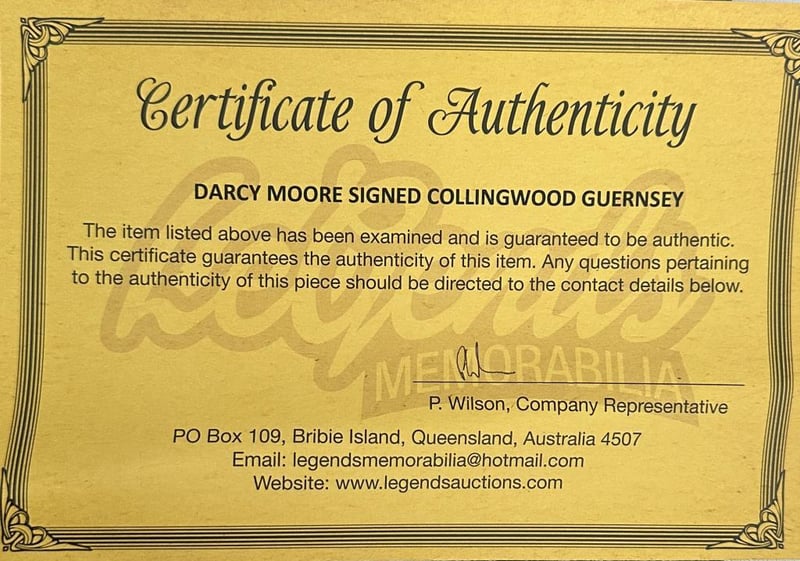 Certificate of Authenticity
DARCY MOORE SIGNED COLLINGWOOD GUERNSEY
The item listed above has been examined and is guaranteed to be authentic.
This certificate guarantees the authenticity of this item. Any questions pertaining
to the authenticity of this piece should be directed to the contact details below.
Legends
MEMORABILIA
P. Wilson, Company Representative
PO Box 109, Bribie Island, Queensland, Australia 4507
Email: legendsmemorabilia@hotmail.com
Website: www.legendsauctions.com